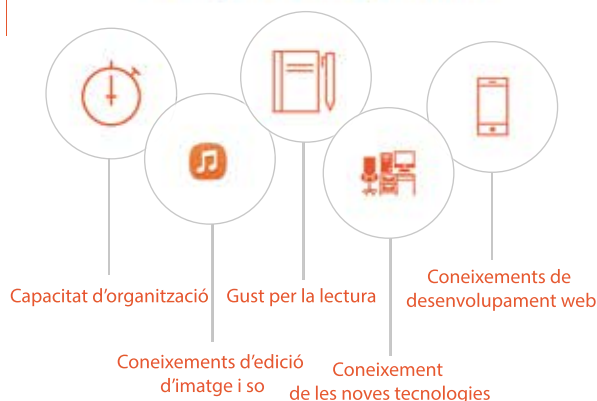 Capacitat d’organització
Gust per la lectura
Coneixements de
desenvolupament web
Coneixements d’edició
d’imatge i so
Coneixement
de les noves tecnologies